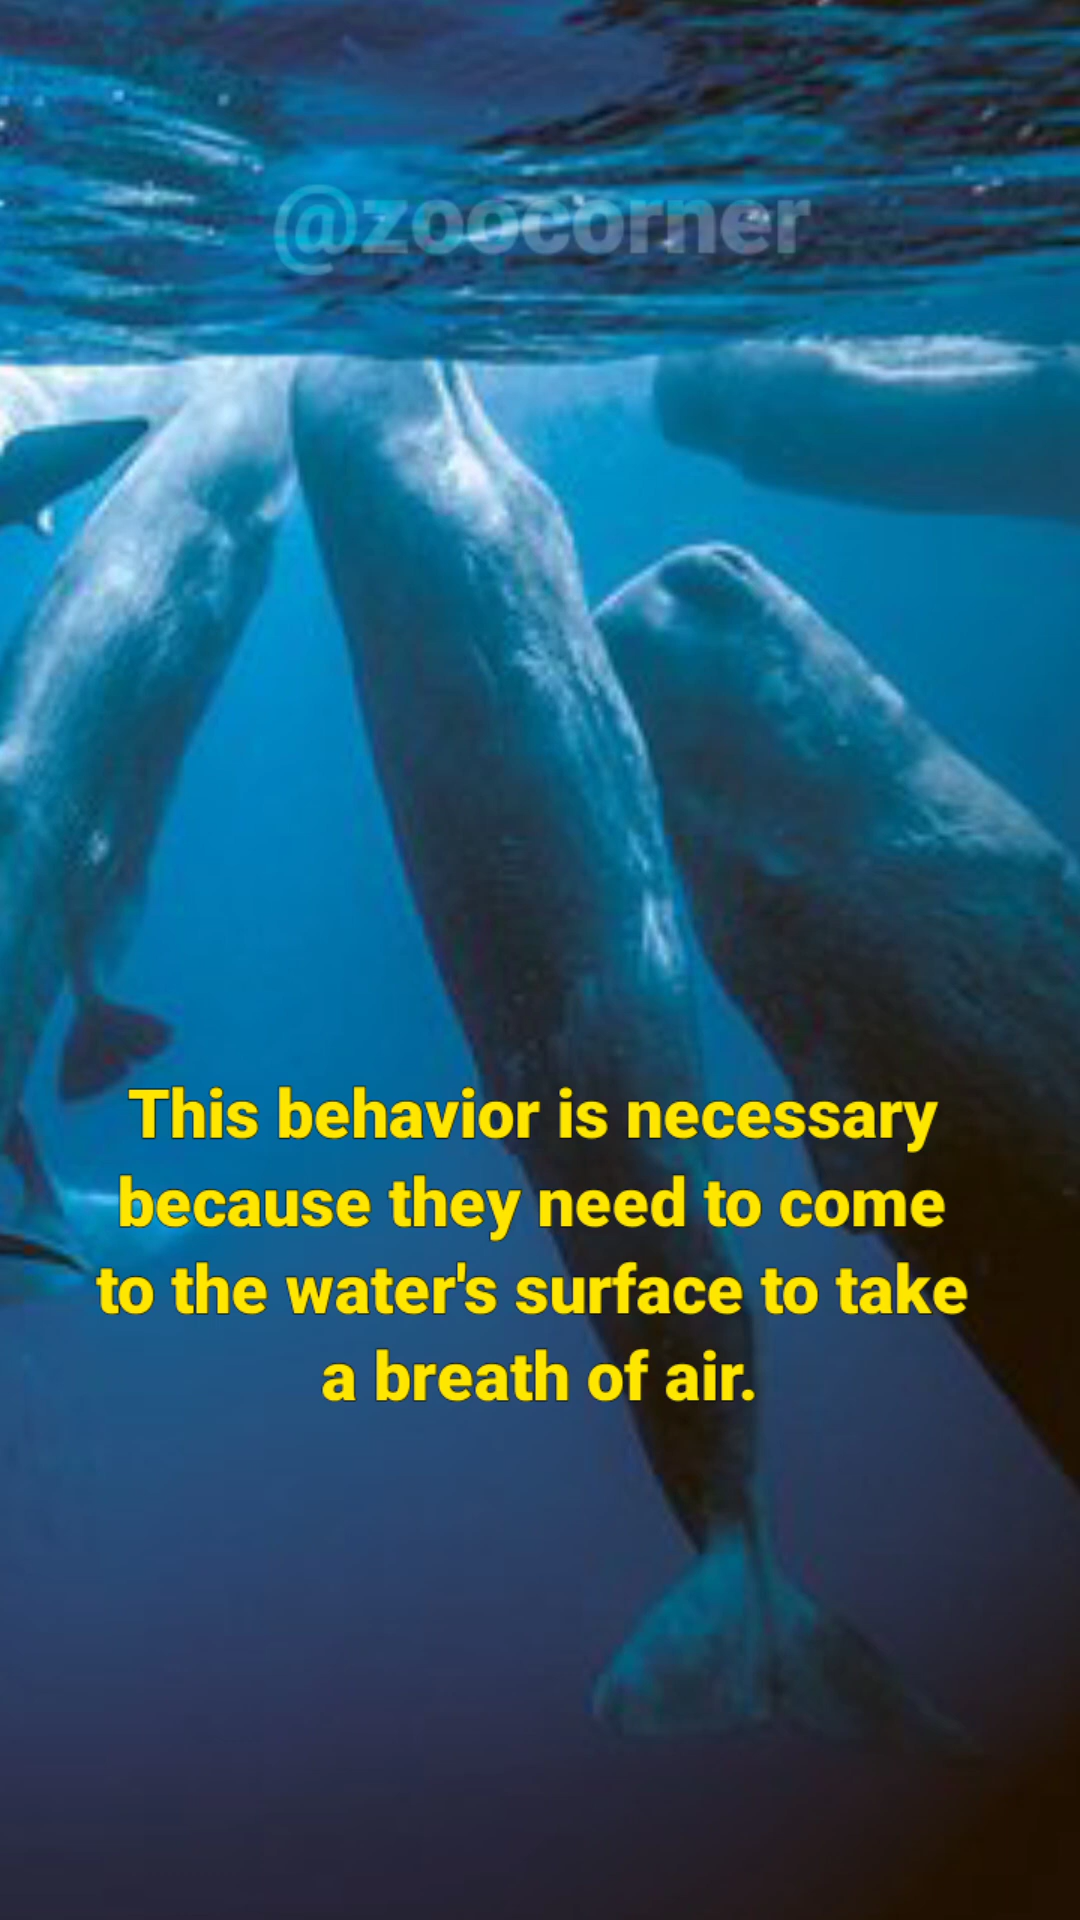 @zoocorner
This behavior is necessary
because they need to come
to the water's surface to take
a breath of air.